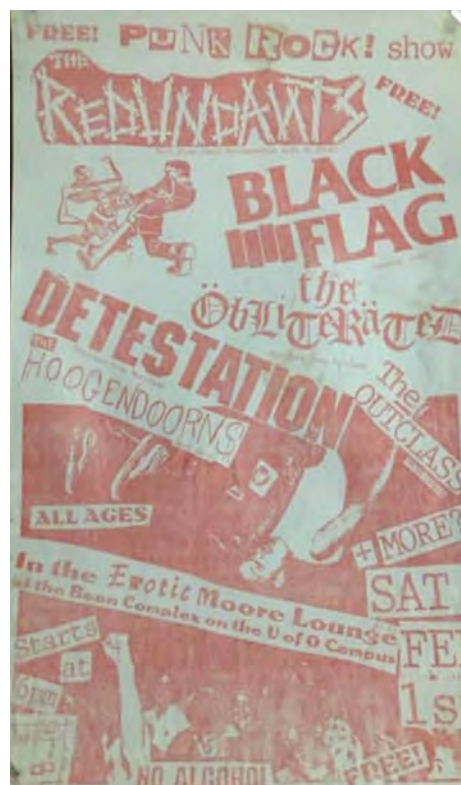 FREE! PUNK ROCK! show
THE
REDUNDANTS
FREE!
BLACK
FLAG
the
ÖbLiTERäTED
DETESTATION
THE
HOOGENDOORNS
The
OUTCLASS
ALL AGES
+ MORE?
In the Erotic Moore Lounge
at the Bean Complex on the U of O Campus
SAT
FE
1s
starts
at
6pm
NO ALCOHOL
FREE!